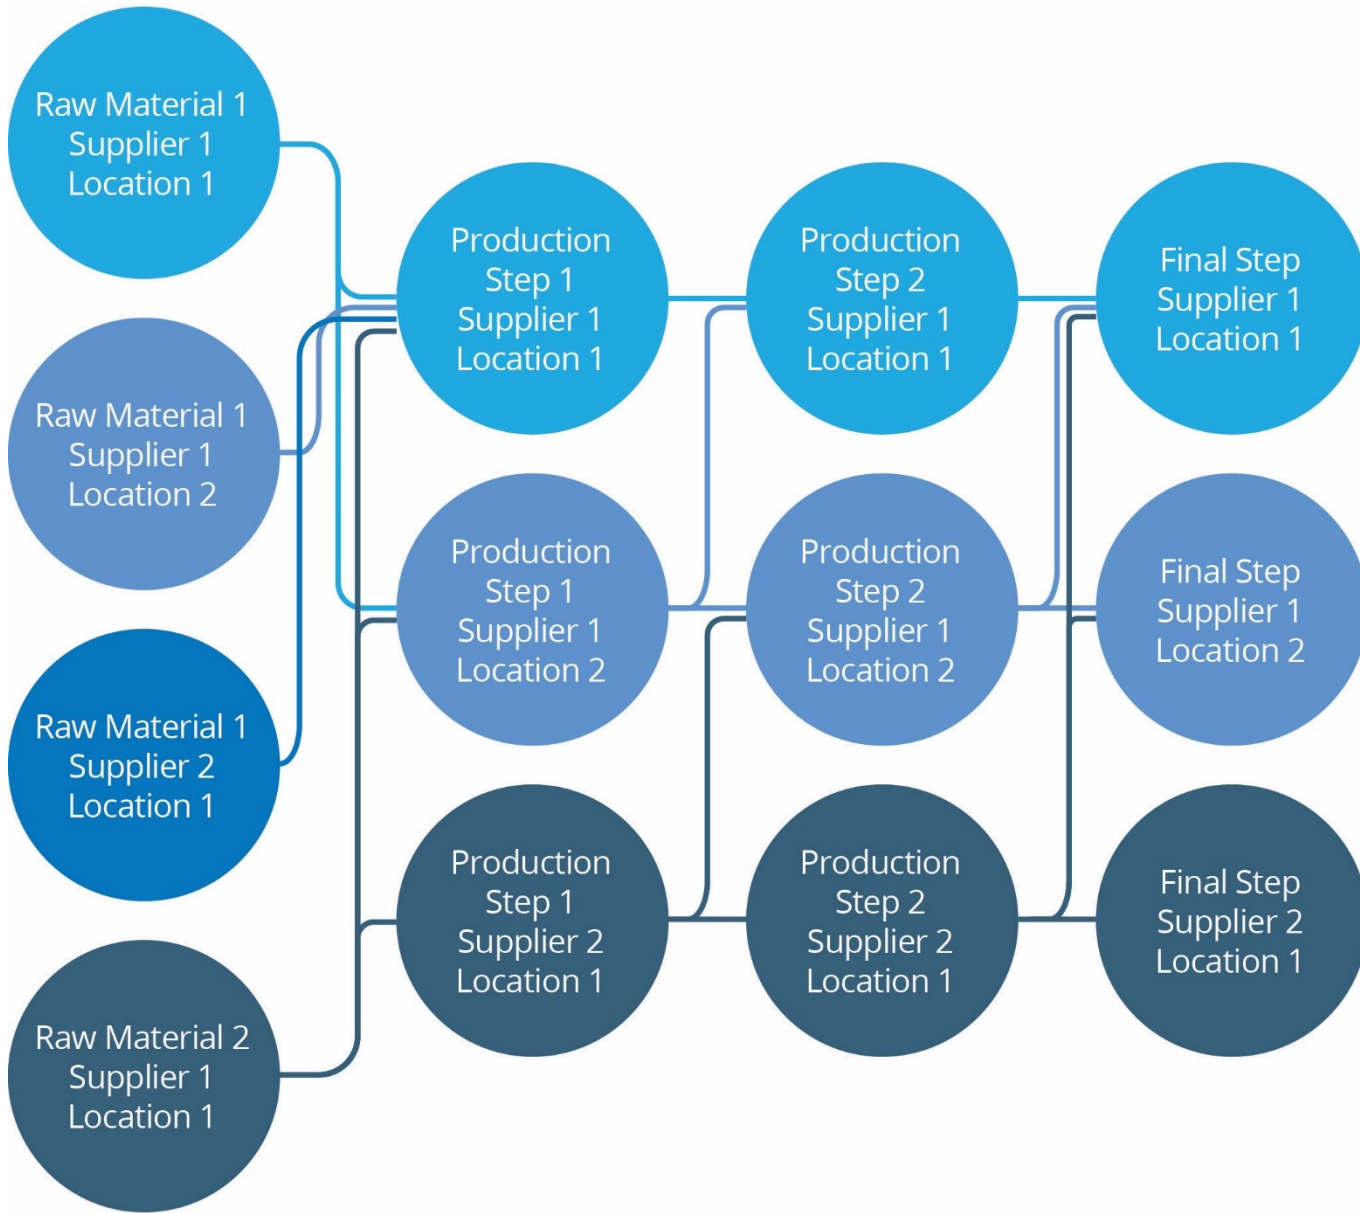 Raw Material 1
Supplier 1
Location 1
Raw Material 1
Supplier 1
Location 2
Raw Material 1
Supplier 2
Location 1
Raw Material 2
Supplier 1
Location 1
Production
Step 1
Supplier 1
Location 1
Production
Step 1
Supplier 1
Location 2
Production
Step 1
Supplier 2
Location 1
Production
Step 2
Supplier 1
Location 1
Production
Step 2
Supplier 1
Location 2
Production
Step 2
Supplier 2
Location 1
Final Step
Supplier 1
Location 1
Final Step
Supplier 1
Location 2
Final Step
Supplier 2
Location 1